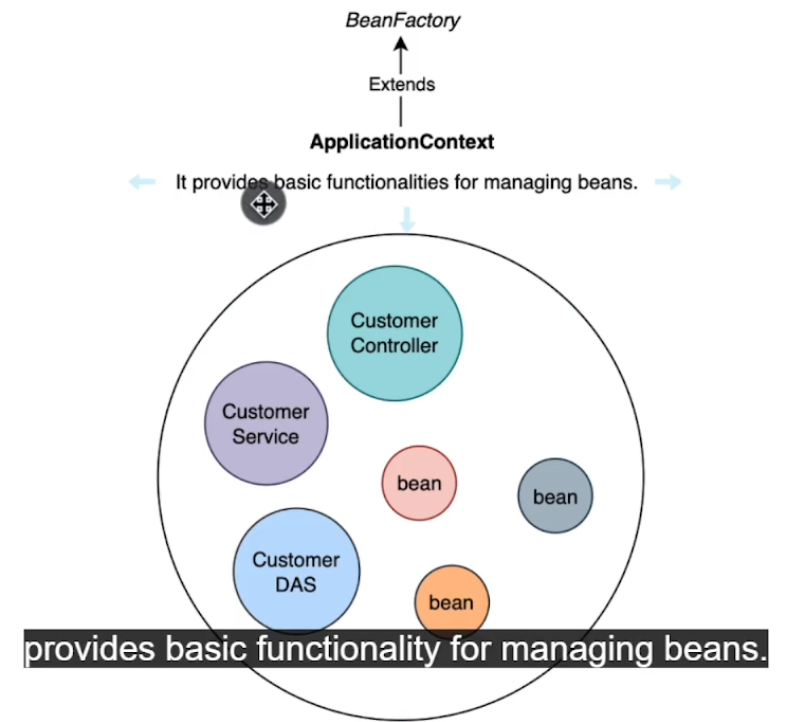 BeanFactory
Extends
ApplicationContext
It provides basic functionalities for managing beans.
Customer
Controller
Customer
Service
bean
bean
Customer
DAS
bean
provides basic functionality for managing beans.